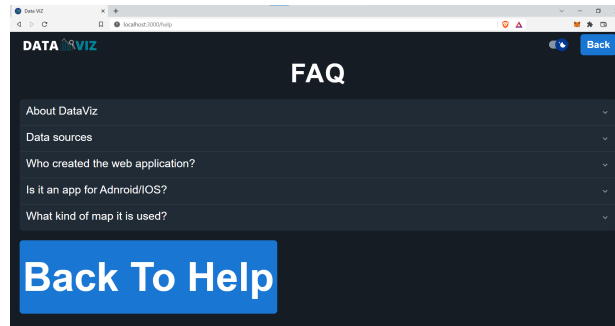 Data VIZ
localhost:3000/help
DATA VIZ
Back
FAQ
About DataViz
Data sources
Who created the web application?
Is it an app for Adnroid/IOS?
What kind of map it is used?
Back To Help